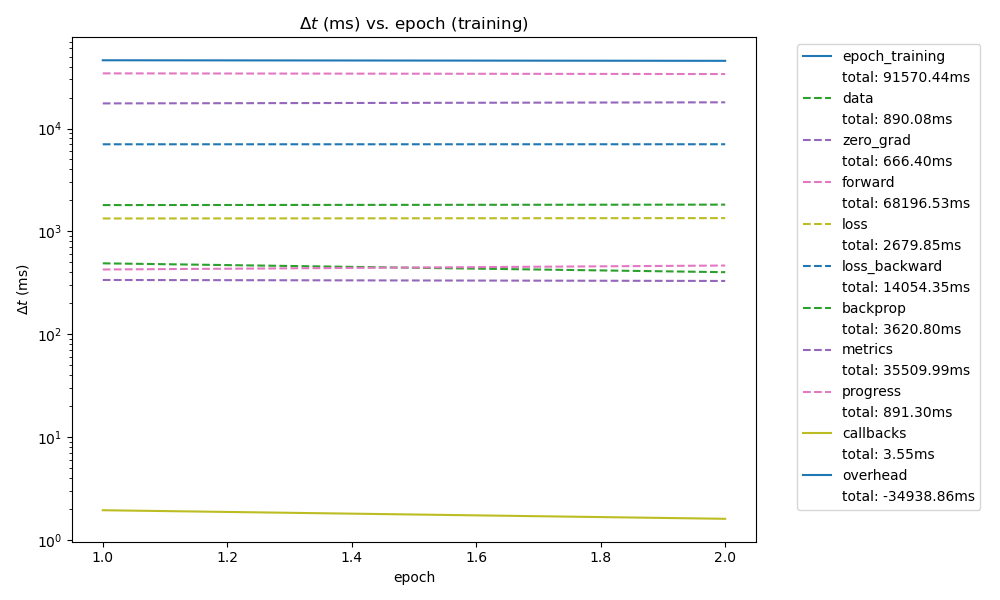 Δt (ms) vs. epoch (training)
Δt (ms)
10⁴
10³
10²
10¹
10⁰
1.0
1.2
1.4
1.6
1.8
2.0
epoch
epoch_training
total: 91570.44ms
data
total: 890.08ms
zero_grad
total: 666.40ms
forward
total: 68196.53ms
loss
total: 2679.85ms
loss_backward
total: 14054.35ms
backprop
total: 3620.80ms
metrics
total: 35509.99ms
progress
total: 891.30ms
callbacks
total: 3.55ms
overhead
total: -34938.86ms